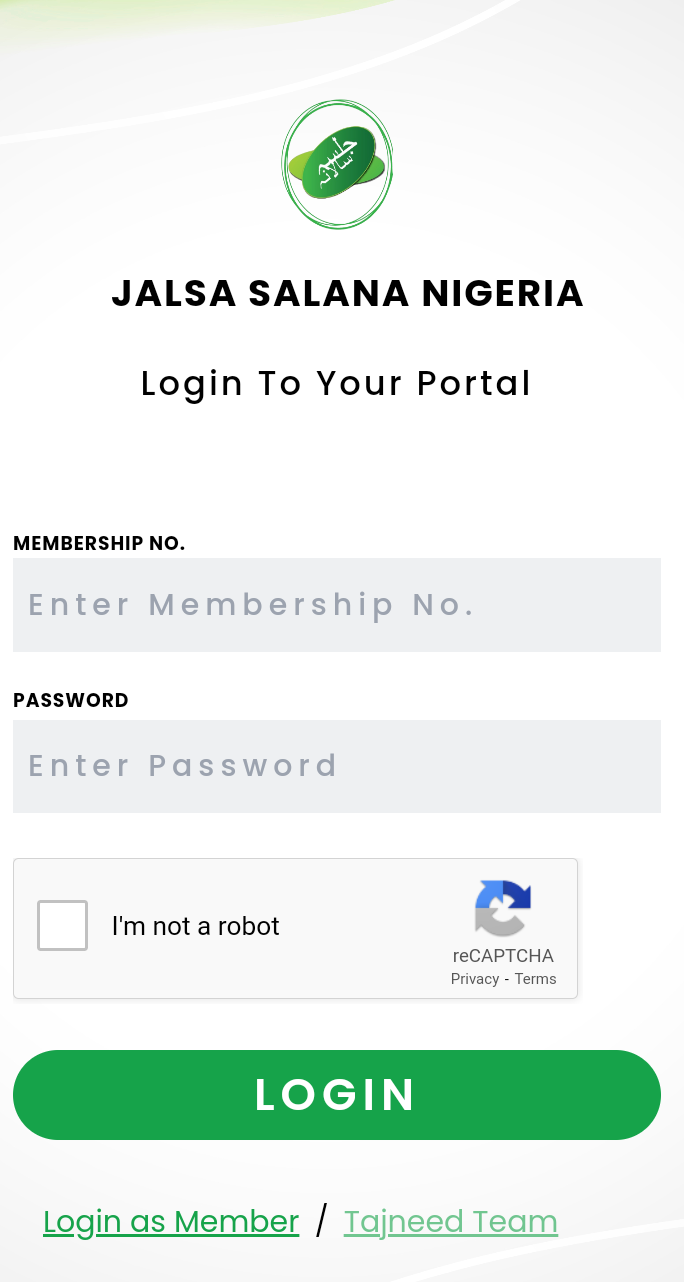 جلسہ
سالانہ
JALSA SALANA NIGERIA
Login To Your Portal
MEMBERSHIP NO.
Enter Membership No.
PASSWORD
Enter Password
I'm not a robot
reCAPTCHA
Privacy - Terms
LOGIN
Login as Member / Tajneed Team